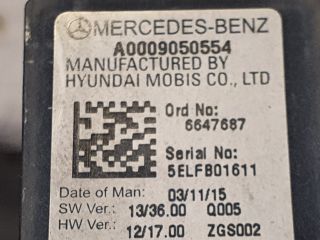 MERCEDES-BENZ
A0009050554
MANUFACTURED BY
HYUNDAI MOBIS CO., LTD
Ord No:
6647687
Serial No:
5ELFB01611
Date of Man: 03/11/15
SW Ver.: 13/36.00 Q005
HW Ver.: 12/17.00 ZGS002